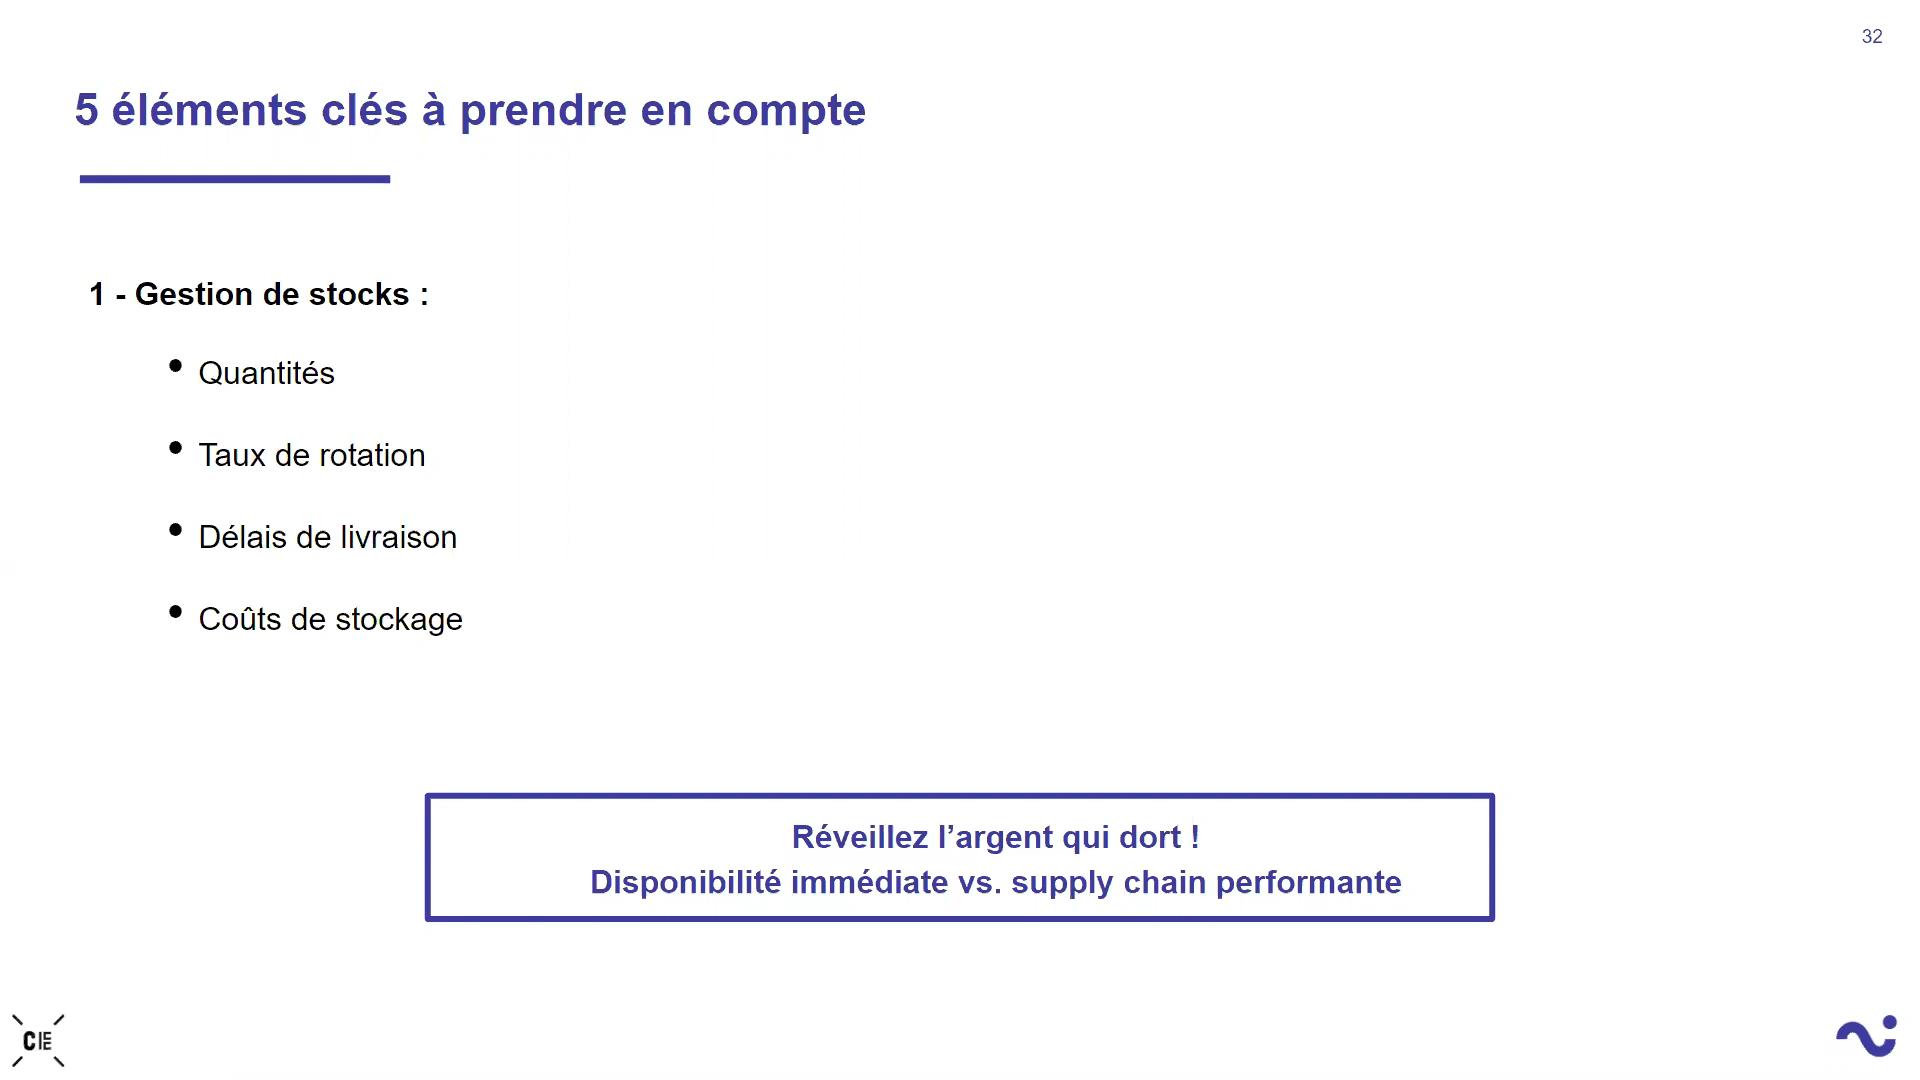 32
5 éléments clés à prendre en compte
1 - Gestion de stocks :
• Quantités
• Taux de rotation
• Délais de livraison
• Coûts de stockage
Réveillez l’argent qui dort !
Disponibilité immédiate vs. supply chain performante
CIEE